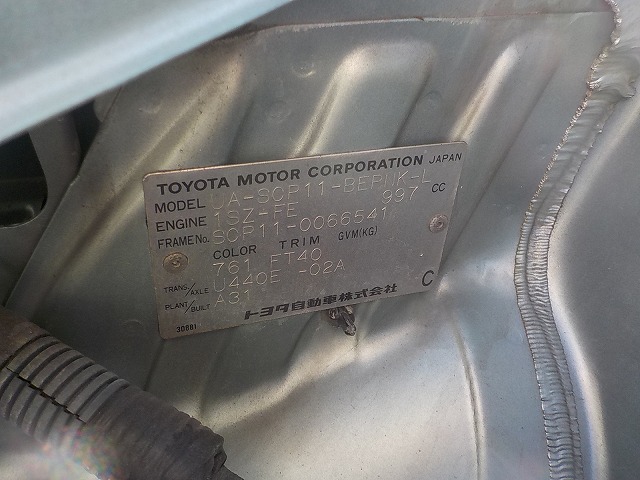 TOYOTA MOTOR CORPORATION JAPAN
MODEL UA-SCP11-BEPNK-L
ENGINE 1SZ-FE 997 CC
FRAME No. SCP11-0066541
COLOR TRIM GVM(KG)
761 FT40
TRANS./AXLE U440E -02A
PLANT/BUILT A31
トヨタ自動車株式会社 C
30681